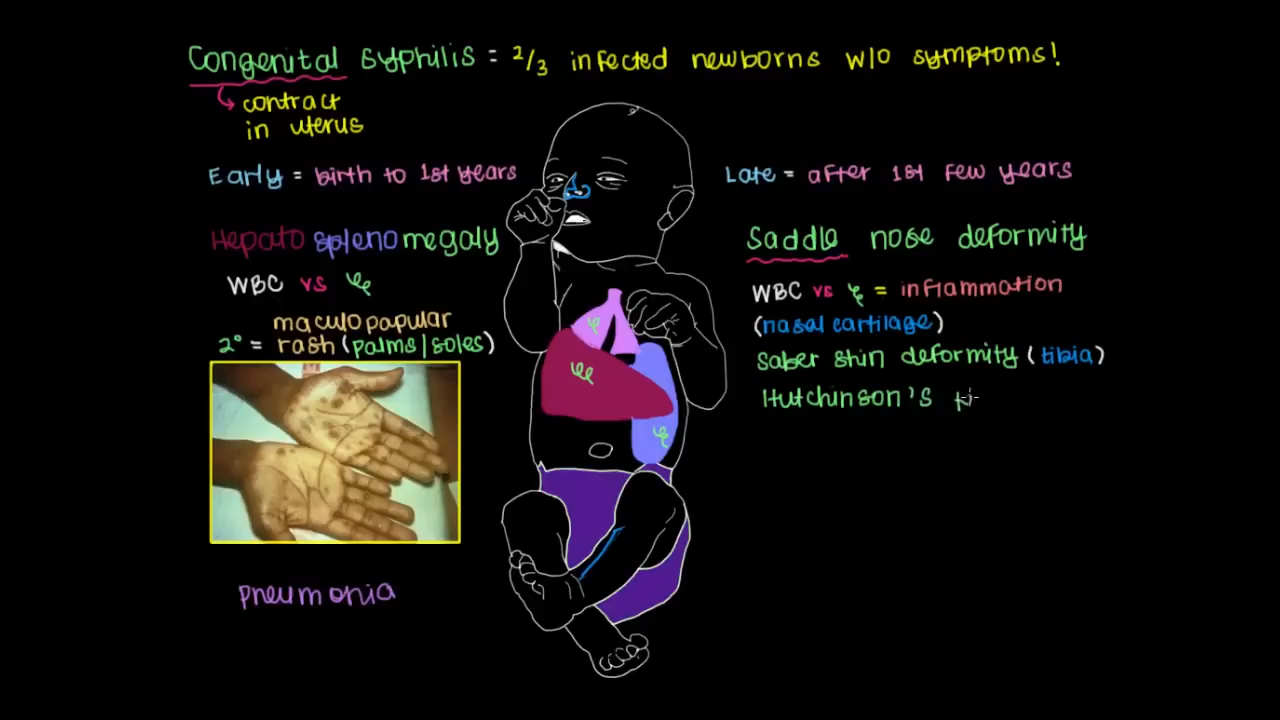 Congenital syphilis = 2/3 infected newborns w/o symptoms!
contract
in uterus
Early = birth to 1st years
Hepatosplenomegaly
WBC vs
maculopapular
2° = rash (palms/soles)
Pneumonia
Late = after 1st few years
Saddle nose deformity
WBC vs = inflammation
(nasal cartilage)
Saber shin deformity (tibia)
Hutchinson's